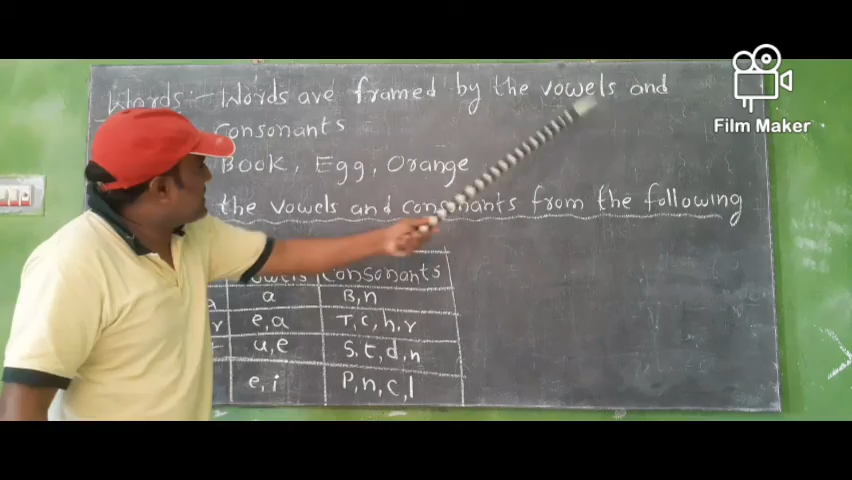 Words :- Words are framed by the vowels and
consonants
Book, Egg, Orange
the vowels and consonants from the following
vowels Consonants
a B, n
r e, a T, c, h, r
u, e S, t, d, n
e, i P, n, c, l
Film Maker